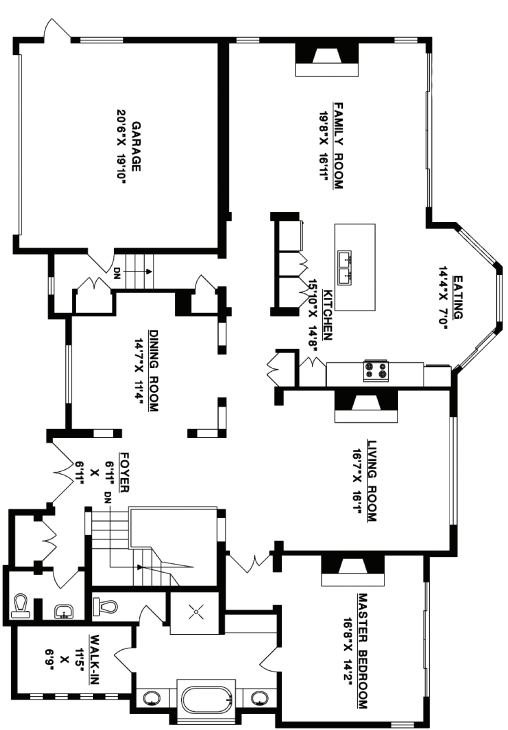 GARAGE
20'6"X 19'10"
FAMILY ROOM
19'8"X 16'11"
DN
EATING
14'4"X 7'0"
KITCHEN
15'10"X 14'8"
DINING ROOM
14'7"X 11'4"
FOYER
6'11"
X
6'11"
DN
LIVING ROOM
16'7"X 16'1"
MASTER BEDROOM
16'8"X 14'2"
WALK-IN
11'5"
X
6'9"